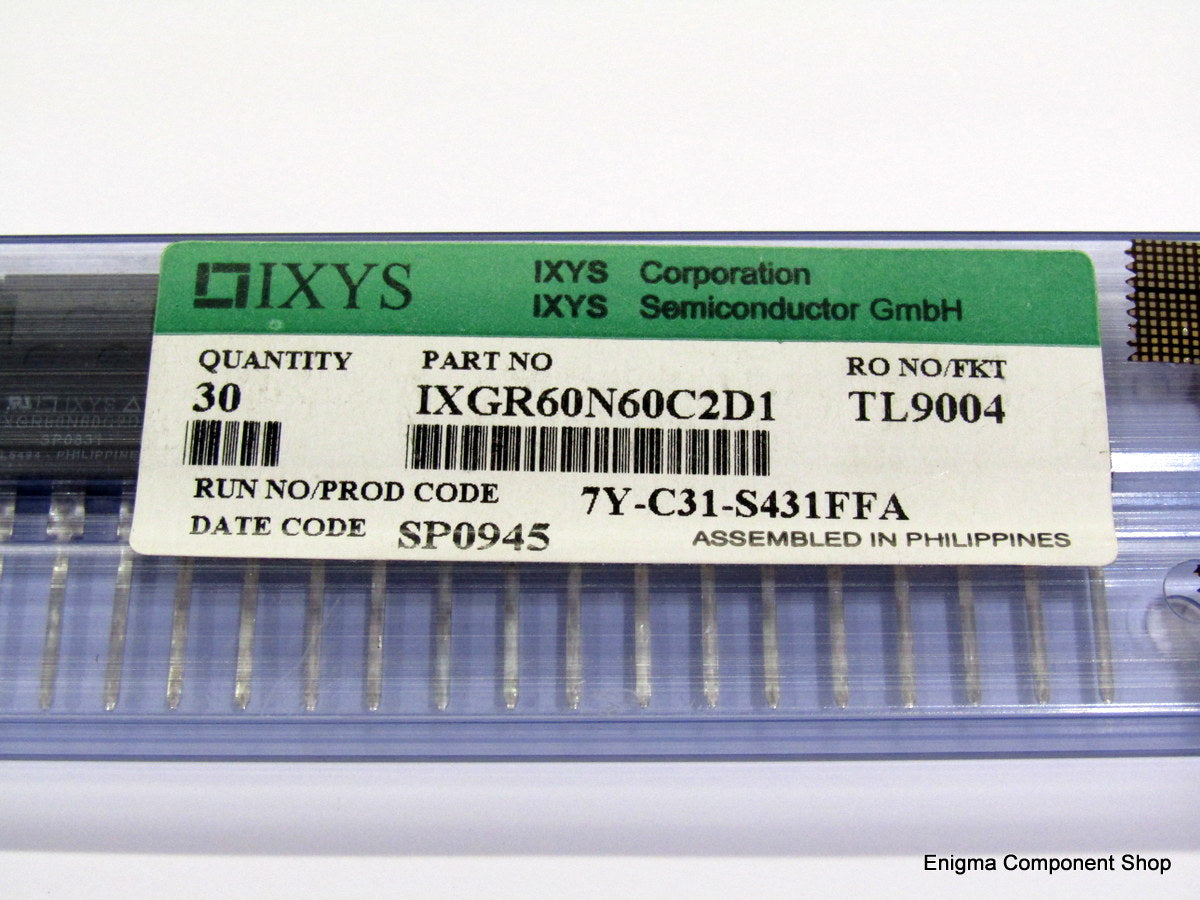 IXYS
IXYS Corporation
IXYS Semiconductor GmbH
QUANTITY PART NO RO NO/FKT
30 IXGR60N60C2D1 TL9004
RUN NO/PROD CODE 7Y-C31-S431FFA
DATE CODE SP0945 ASSEMBLED IN PHILIPPINES
IXYS
Enigma Component Shop